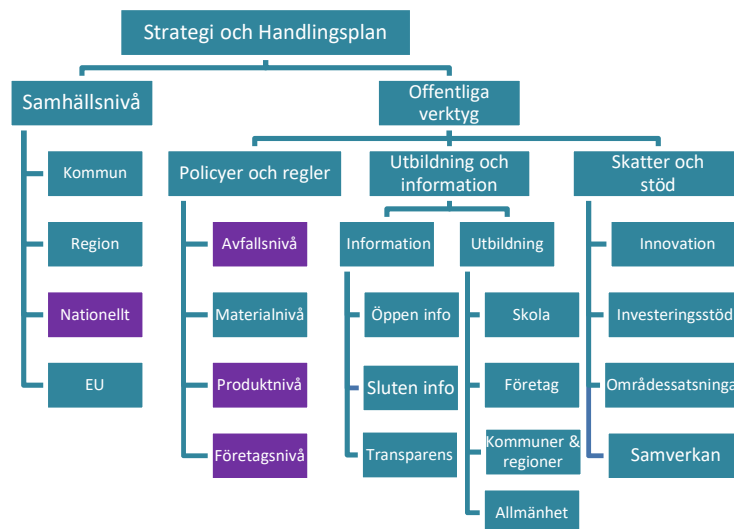 Strategi och Handlingsplan
Samhällsnivå
Kommun
Region
Nationellt
EU
Offentliga
verktyg
Policyer och regler
Avfallsnivå
Materialnivå
Produktnivå
Företagsnivå
Utbildning och
information
Information
Öppen info
Sluten info
Transparens
Utbildning
Skola
Företag
Kommuner &
regioner
Allmänhet
Skatter och
stöd
Innovation
Investeringsstöd
Områdessatsninga
Samverkan